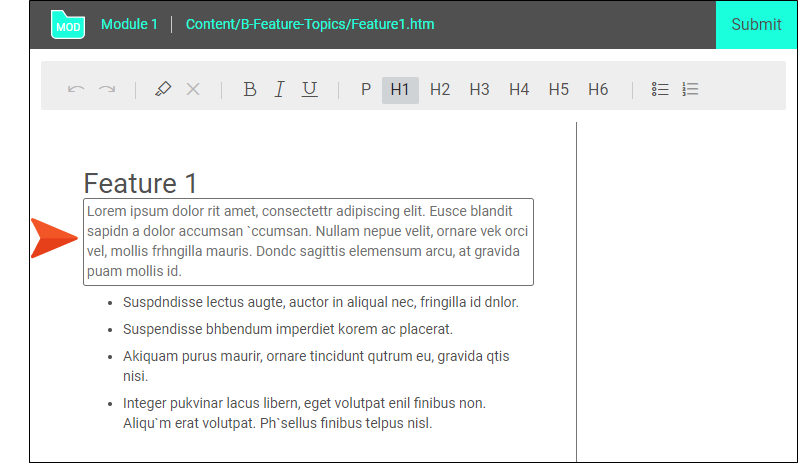 MOD Module 1 Content/B-Feature-Topics/Feature1.htm Submit
B I U P H1 H2 H3 H4 H5 H6
Feature 1
Lorem ipsum dolor rit amet, consectettr adipiscing elit. Eusce blandit
sapidn a dolor accumsan `ccumsan. Nullam nepue velit, ornare vek orci
vel, mollis frhngilla mauris. Dondc sagittis elemensum arcu, at gravida
puam mollis id.
• Suspdndisse lectus augte, auctor in aliqual nec, fringilla id dnlor.
• Suspendisse bhbendum imperdiet korem ac placerat.
• Akiquam purus maurir, ornare tincidunt qutrum eu, gravida qtis
nisi.
• Integer pukvinar lacus libern, eget volutpat enil finibus non.
Aliqu`m erat volutpat. Ph`sellus finibus telpus nisl.